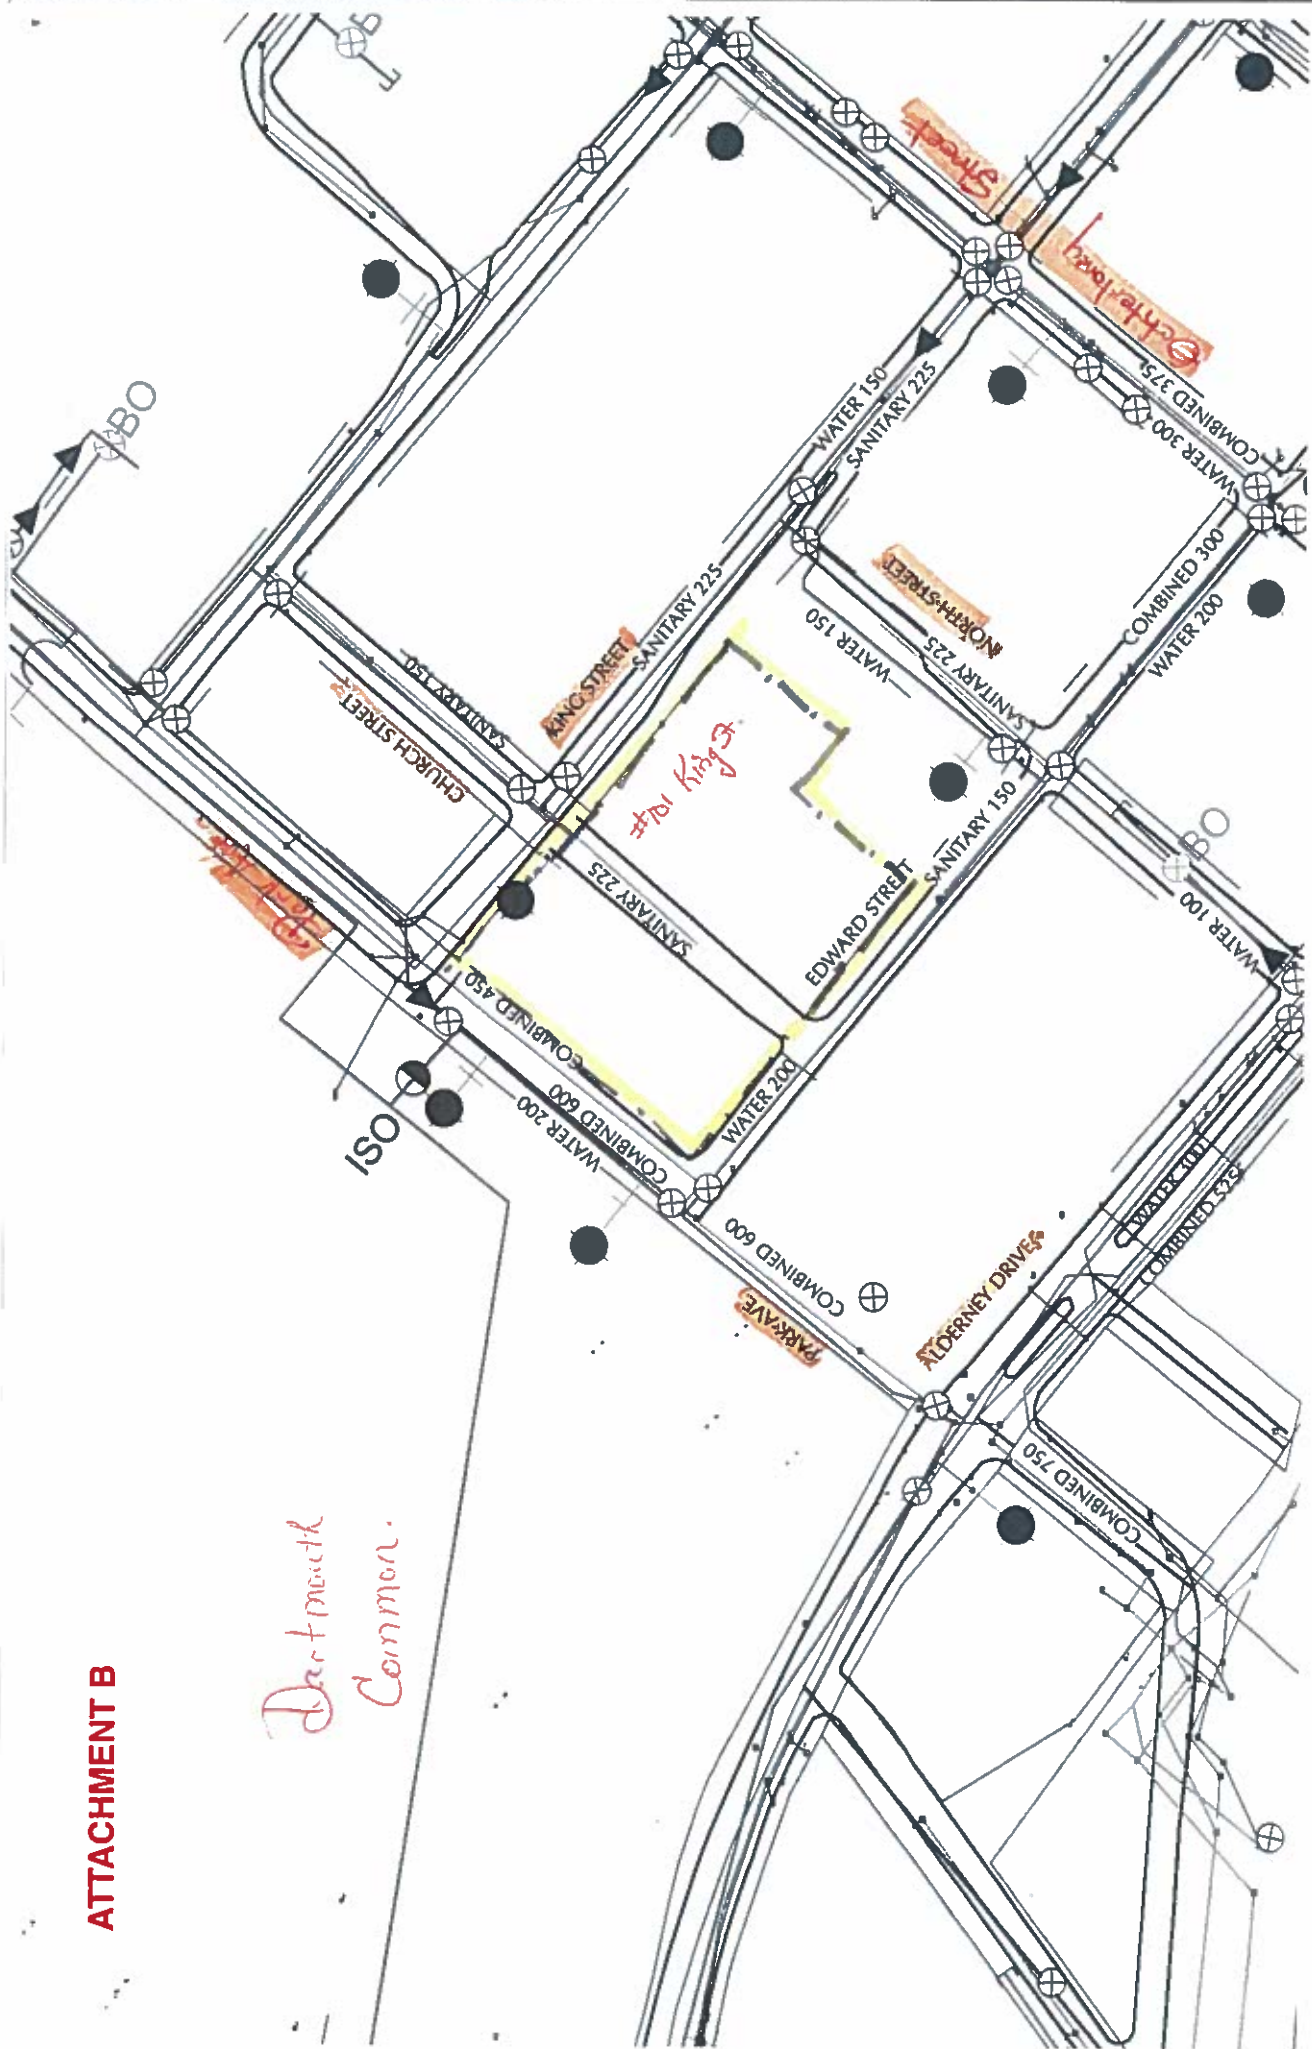 ATTACHMENT B
Dartmouth
Common.
BO
BO
ISO
Street
Ochterloney
COMBINED 375
WATER 300
WATER 150
SANITARY 225
NORTH STREET
COMBINED 300
WATER 200
WATER 150
SANITARY 225
SANITARY 225
KING STREET
SANITARY 150
CHURCH STREET
Park Ave
#101 King St.
SANITARY 225
EDWARD STREET
SANITARY 150
COMBINED 450
COMBINED 600
WATER 200
WATER 200
WATER 100
COMBINED 600
PARK AVE
ALDERNEY DRIVE
WATER 300
COMBINED 525
COMBINED 750